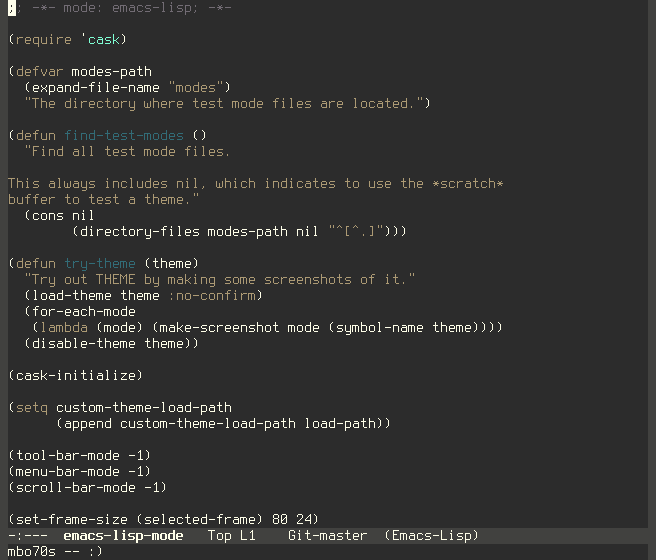 ;; -*- mode: emacs-lisp; -*-

(require 'cask)

(defvar modes-path
  (expand-file-name "modes")
  "The directory where test mode files are located.")

(defun find-test-modes ()
  "Find all test mode files.

This always includes nil, which indicates to use the *scratch*
buffer to test a theme."
  (cons nil
        (directory-files modes-path nil "^[^.]")))

(defun try-theme (theme)
  "Try out THEME by making some screenshots of it."
  (load-theme theme :no-confirm)
  (for-each-mode
   (lambda (mode) (make-screenshot mode (symbol-name theme))))
  (disable-theme theme))

(cask-initialize)

(setq custom-theme-load-path
      (append custom-theme-load-path load-path))

(tool-bar-mode -1)
(menu-bar-mode -1)
(scroll-bar-mode -1)

(set-frame-size (selected-frame) 80 24)
-:---  emacs-lisp-mode   Top L1    Git-master  (Emacs-Lisp)
mbo70s -- :)